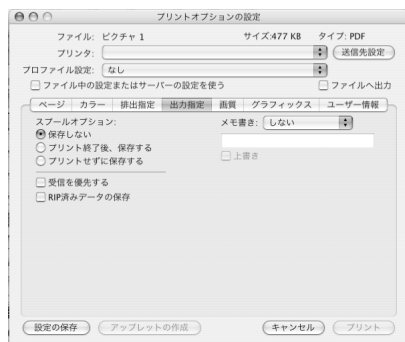 プリントオプションの設定
ファイル: ピクチャ 1 サイズ:477 KB タイプ: PDF
プリンタ: 送信先設定
プロファイル設定: なし
ファイル中の設定またはサーバーの設定を使う ファイルへ出力
ページ カラー 排出指定 出力指定 画質 グラフィックス ユーザー情報
スプールオプション: メモ書き: しない
保存しない
プリント終了後、保存する
プリントせずに保存する 上書き
受信を優先する
RIP済みデータの保存
設定の保存 アップレットの作成 キャンセル プリント